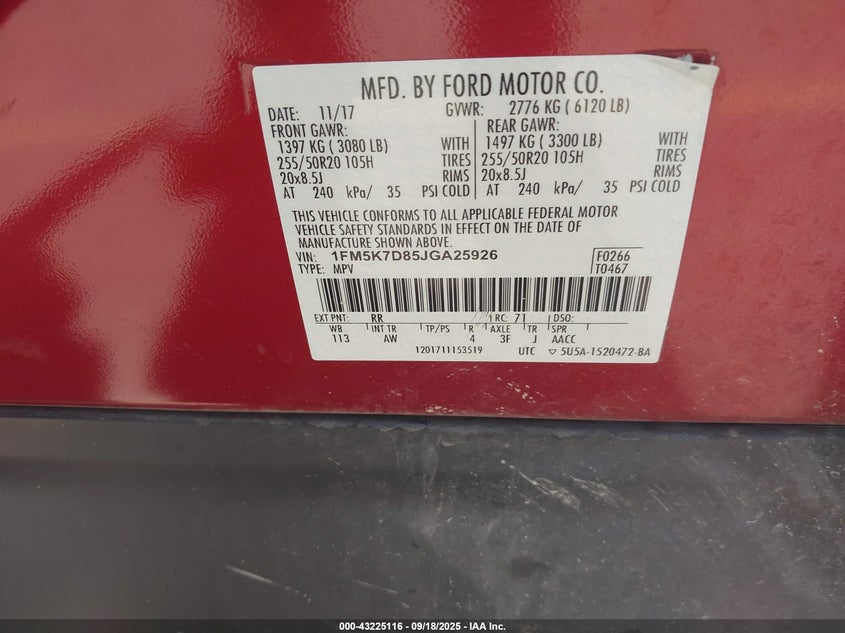 MFD. BY FORD MOTOR CO.
DATE: 11/17 GVWR: 2776 KG ( 6120 LB)
FRONT GAWR: REAR GAWR:
1397 KG ( 3080 LB) WITH 1497 KG ( 3300 LB) WITH
255/50R20 105H TIRES 255/50R20 105H TIRES
20x8.5J RIMS 20x8.5J RIMS
AT 240 kPa/ 35 PSI COLD AT 240 kPa/ 35 PSI COLD
THIS VEHICLE CONFORMS TO ALL APPLICABLE FEDERAL MOTOR
VEHICLE SAFETY STANDARDS IN EFFECT ON THE DATE OF
MANUFACTURE SHOWN ABOVE.
VIN: 1FM5K7D85JGA25926 F0266
TYPE: MPV T0467
EXT PNT: RR RC: 71 DSO:
WB INT TR TP/PS R AXLE TR SPR
113 AW 4 3F J AACC
1201711153519 UTC ▽ 5U5A-1520472-BA
000-43225116 - 09/18/2025 - IAA Inc.